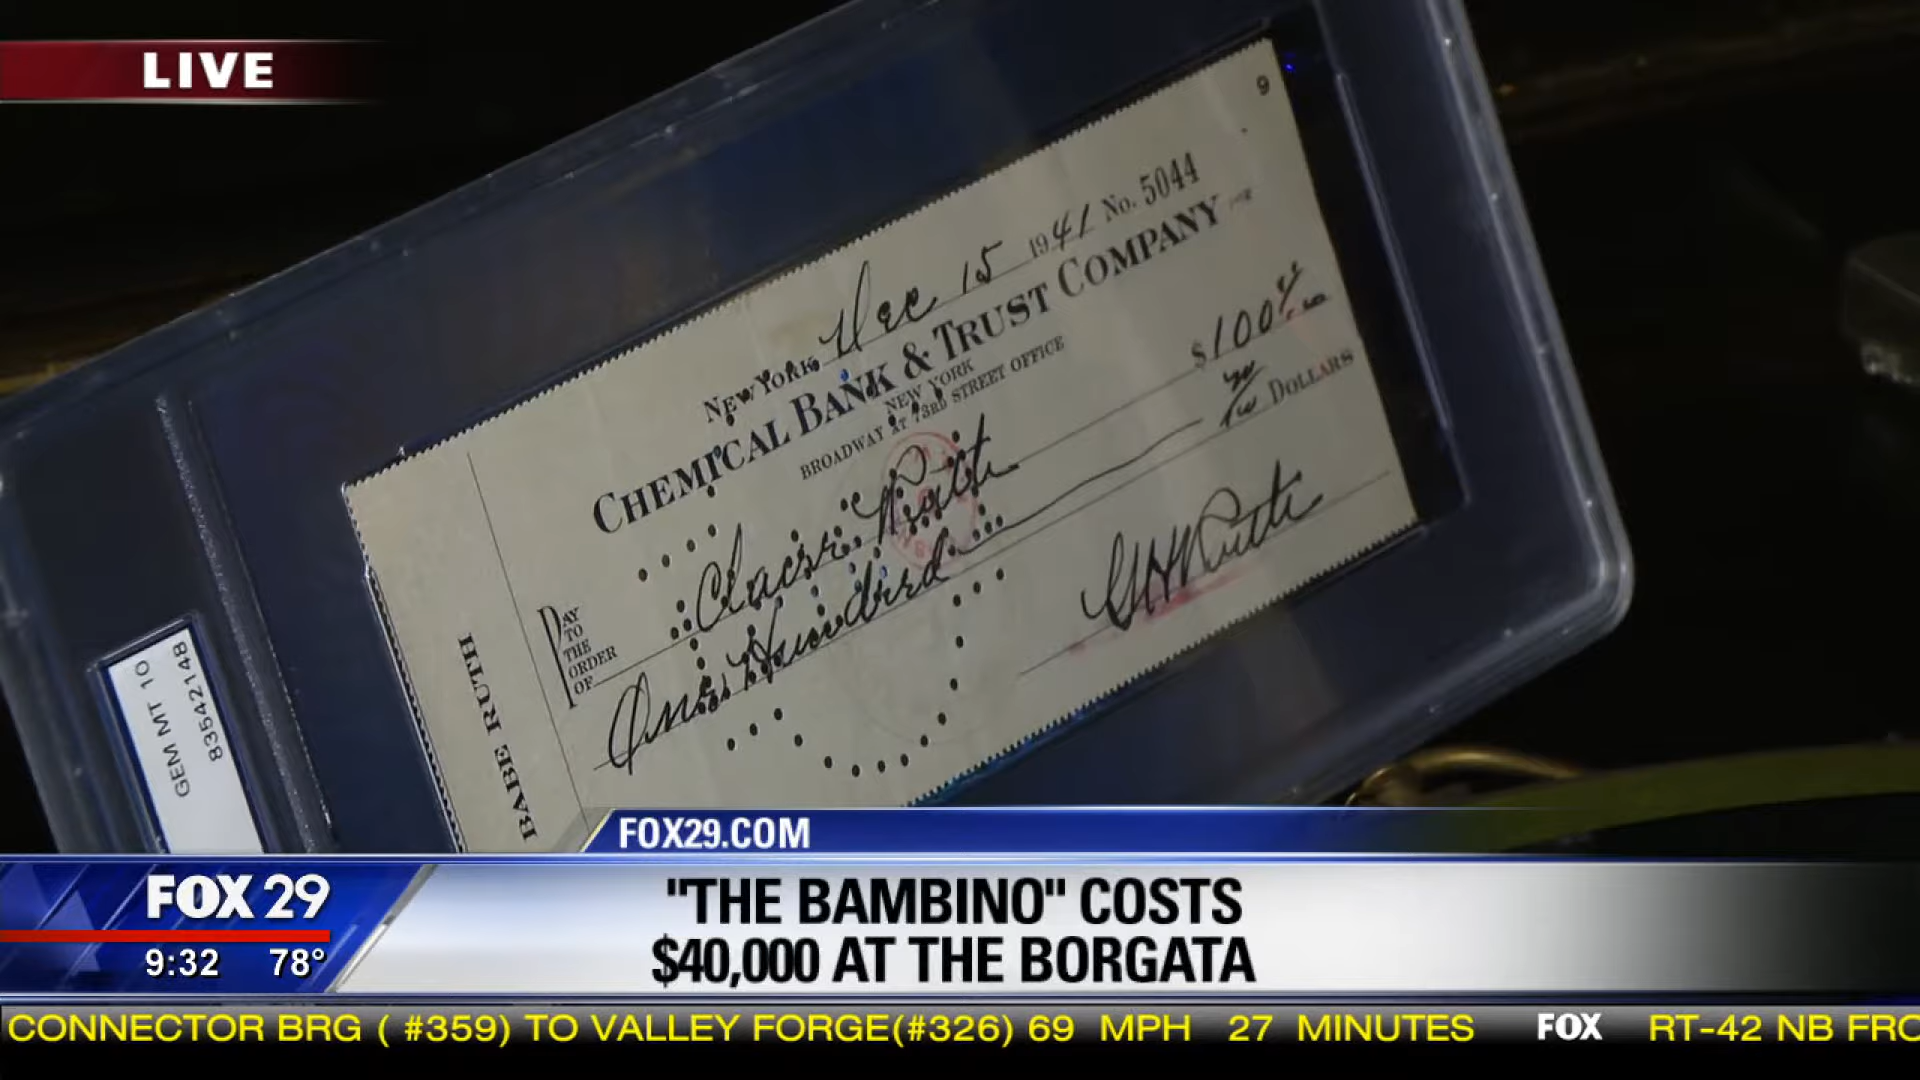 LIVE
9
No. 5044
NEW YORK, Dec 15 1941
CHEMICAL BANK & TRUST COMPANY
NEW YORK
BROADWAY AT 73RD STREET OFFICE
PAY TO THE ORDER OF Claire Ruth $100
One Hundred DOLLARS
GHRuth
BABE RUTH
GEM MT 10
83542148
FOX29.COM
FOX 29
9:32 78°
"THE BAMBINO" COSTS
$40,000 AT THE BORGATA
CONNECTOR BRG ( #359) TO VALLEY FORGE(#326) 69 MPH 27 MINUTES FOX RT-42 NB FRO